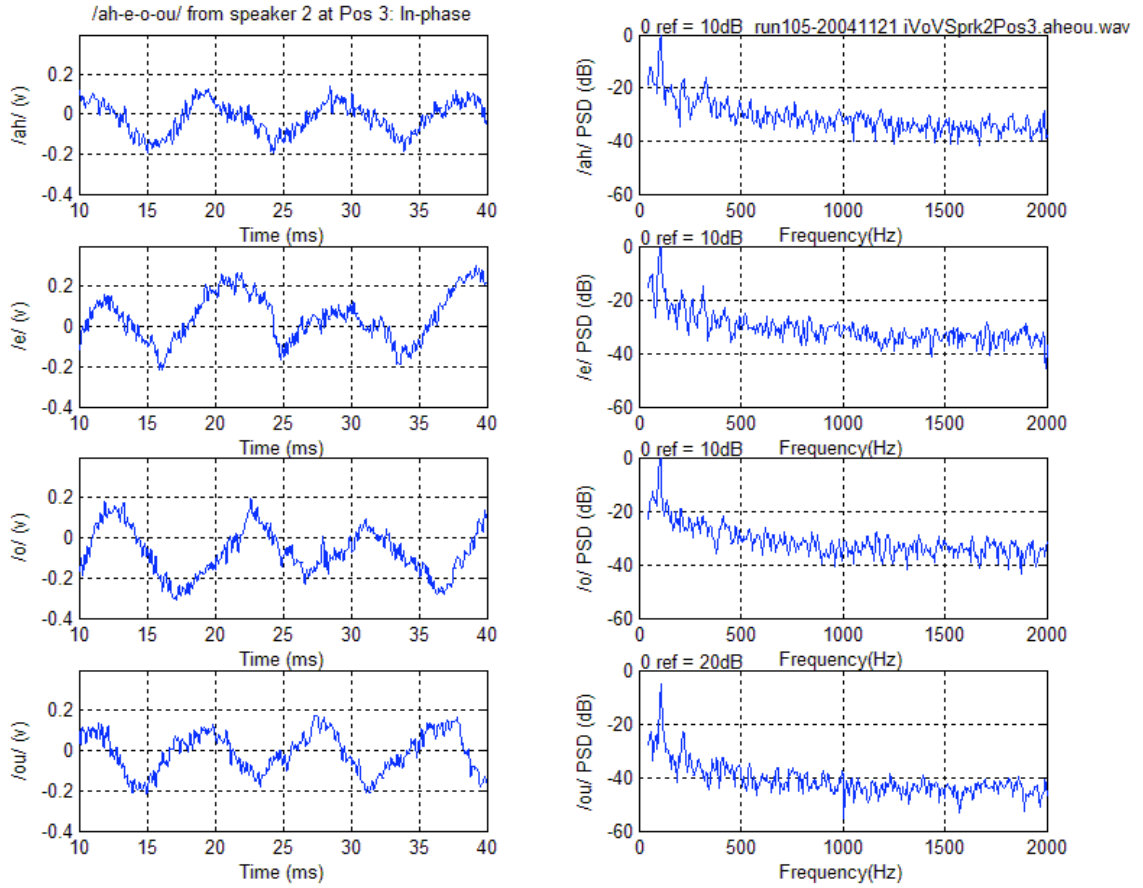 /ah-e-o-ou/ from speaker 2 at Pos 3: In-phase
/ah/ (v)
0.2
0
-0.2
-0.4
10 15 20 25 30 35 40
Time (ms)
0 ref = 10dB run105-20041121 iVoVSprk2Pos3.aheou.wav
/ah/ PSD (dB)
0
-20
-40
-60
0 500 1000 1500 2000
Frequency(Hz)
/e/ (v)
0.2
0
-0.2
-0.4
10 15 20 25 30 35 40
Time (ms)
0 ref = 10dB
/e/ PSD (dB)
0
-20
-40
-60
0 500 1000 1500 2000
Frequency(Hz)
/o/ (v)
0.2
0
-0.2
-0.4
10 15 20 25 30 35 40
Time (ms)
0 ref = 10dB
/o/ PSD (dB)
0
-20
-40
-60
0 500 1000 1500 2000
Frequency(Hz)
/ou/ (v)
0.2
0
-0.2
-0.4
10 15 20 25 30 35 40
Time (ms)
0 ref = 20dB
/ou/ PSD (dB)
0
-20
-40
-60
0 500 1000 1500 2000
Frequency(Hz)